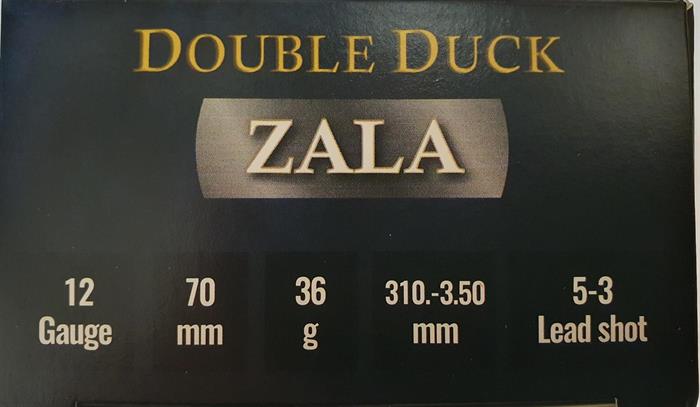 DOUBLE DUCK
ZALA
12 70 36 310.-3.50 5-3
Gauge mm g mm Lead shot